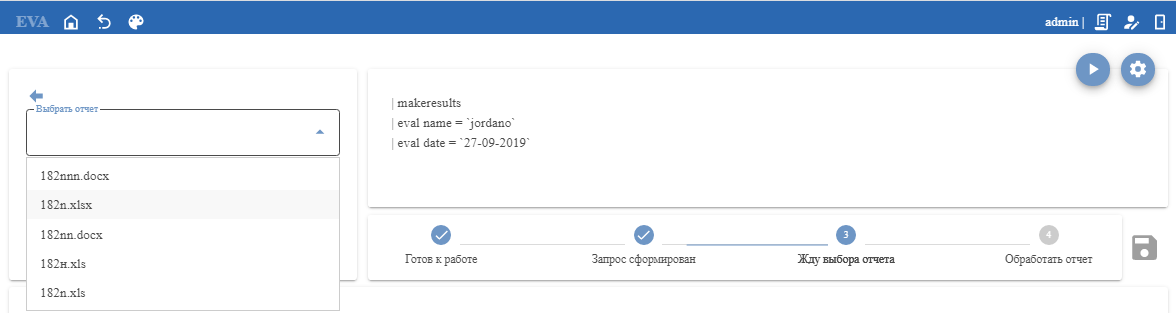 EVA
admin |
Выбрать отчет
182nnn.docx
182n.xlsx
182nn.docx
182н.xls
182n.xls
| makeresults
| eval name = `jordano`
| eval date = `27-09-2019`
3
4
Готов к работе
Запрос сформирован
Жду выбора отчета
Обработать отчет